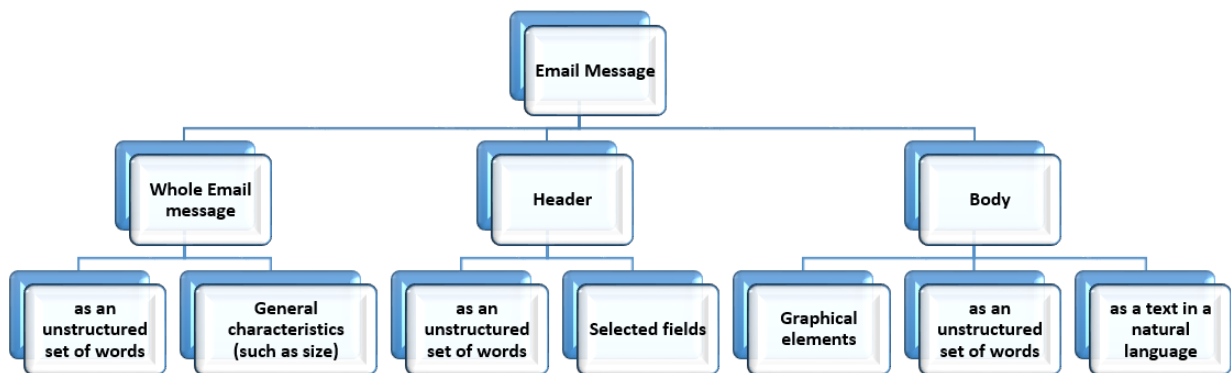 Email Message
Whole Email
message
Header
Body
as an
unstructured
set of words
General
characteristics
(such as size)
as an
unstructured
set of words
Selected fields
Graphical
elements
as an
unstructured
set of words
as a text in a
natural
language